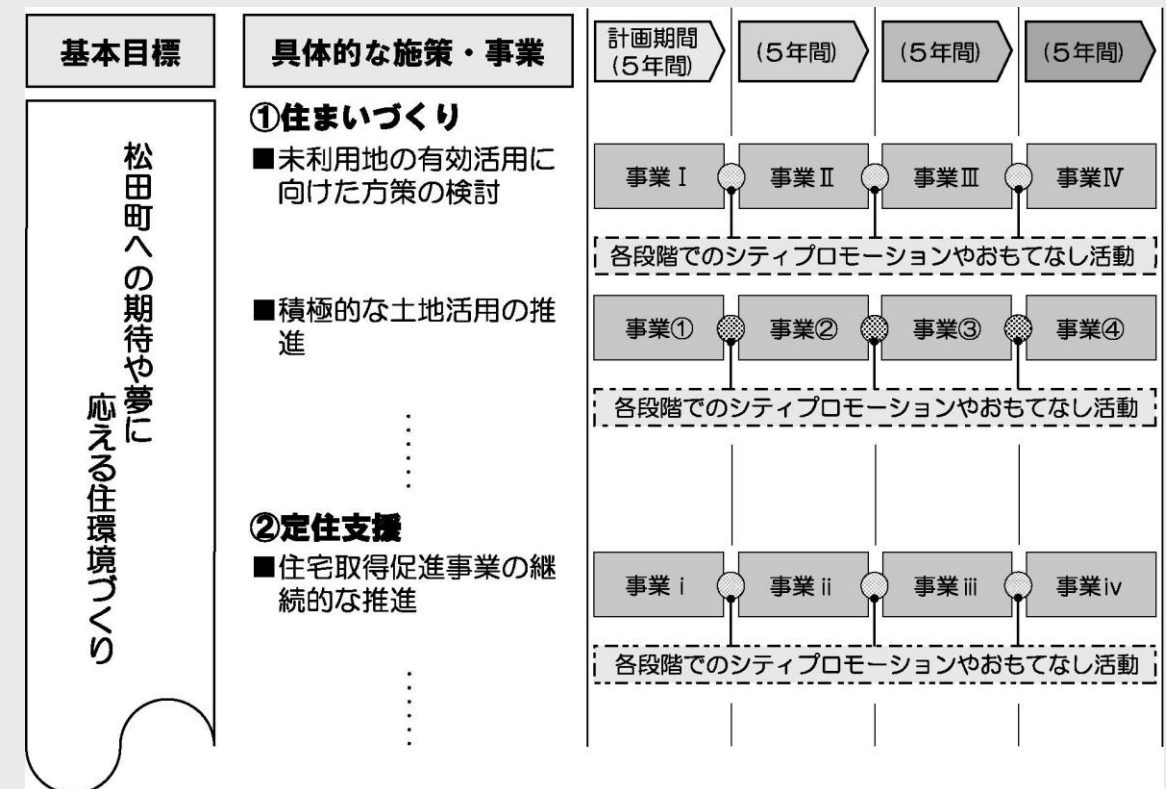 基本目標
具体的な施策・事業
計画期間
(5年間)
(5年間)
(5年間)
(5年間)
松田町への期待や夢に
応える住環境づくり
①住まいづくり
■未利用地の有効活用に
向けた方策の検討
事業Ⅰ
事業Ⅱ
事業Ⅲ
事業Ⅳ
各段階でのシティプロモーションやおもてなし活動
■積極的な土地活用の推
進
事業①
事業②
事業③
事業④
各段階でのシティプロモーションやおもてなし活動
②定住支援
■住宅取得促進事業の継
続的な推進
事業ⅰ
事業ⅱ
事業ⅲ
事業ⅳ
各段階でのシティプロモーションやおもてなし活動